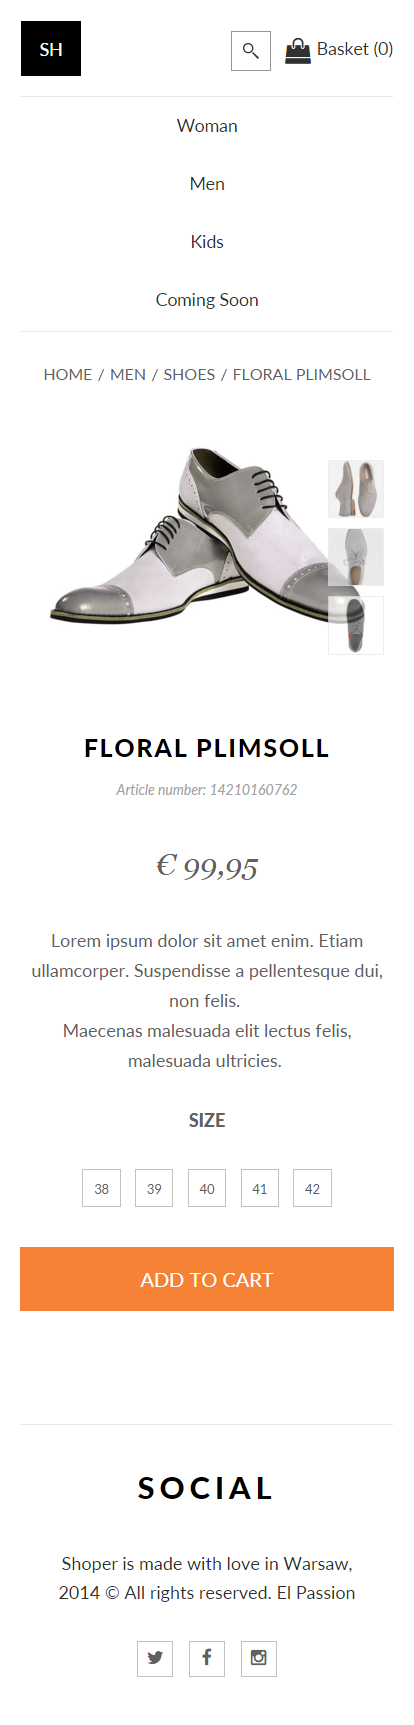 SH
Basket (0)
Woman
Men
Kids
Coming Soon
HOME / MEN / SHOES / FLORAL PLIMSOLL
FLORAL PLIMSOLL
Article number: 14210160762
€ 99,95
Lorem ipsum dolor sit amet enim. Etiam
ullamcorper. Suspendisse a pellentesque dui,
non felis.
Maecenas malesuada elit lectus felis,
malesuada ultricies.
SIZE
38 39 40 41 42
ADD TO CART
SOCIAL
Shoper is made with love in Warsaw,
2014 © All rights reserved. El Passion